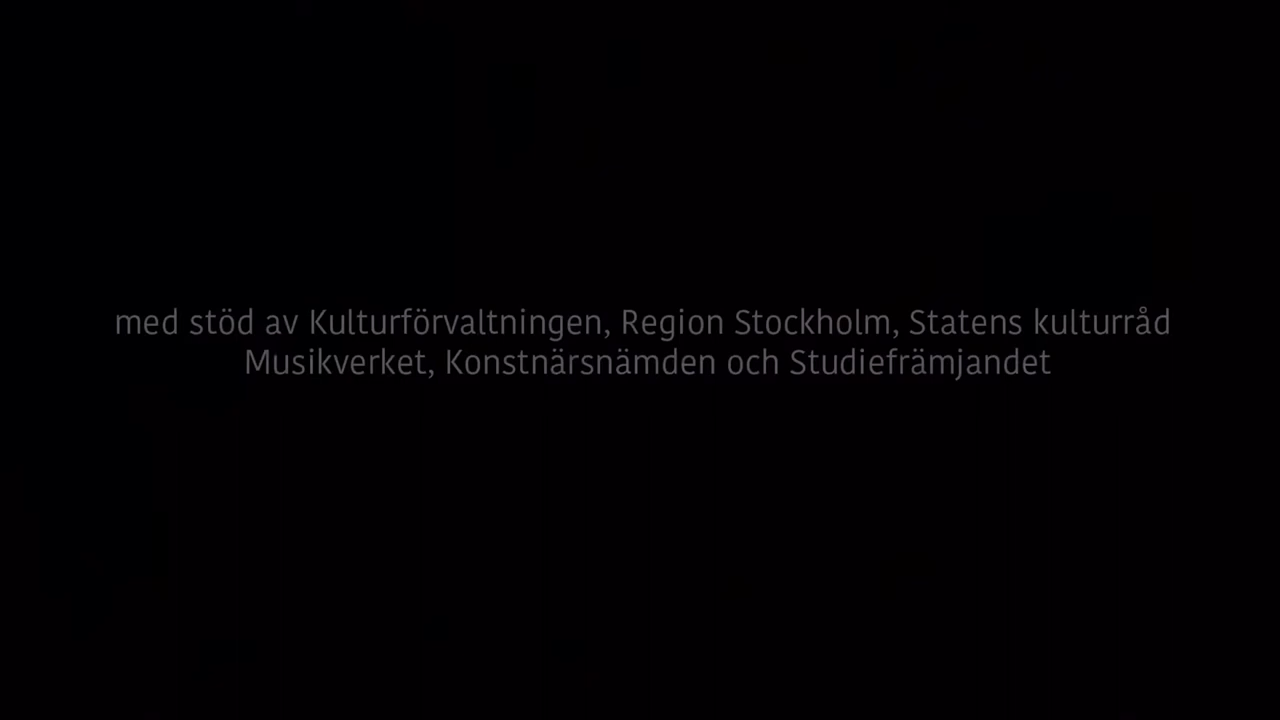 med stöd av Kulturförvaltningen, Region Stockholm, Statens kulturråd
Musikverket, Konstnärsnämden och Studiefrämjandet